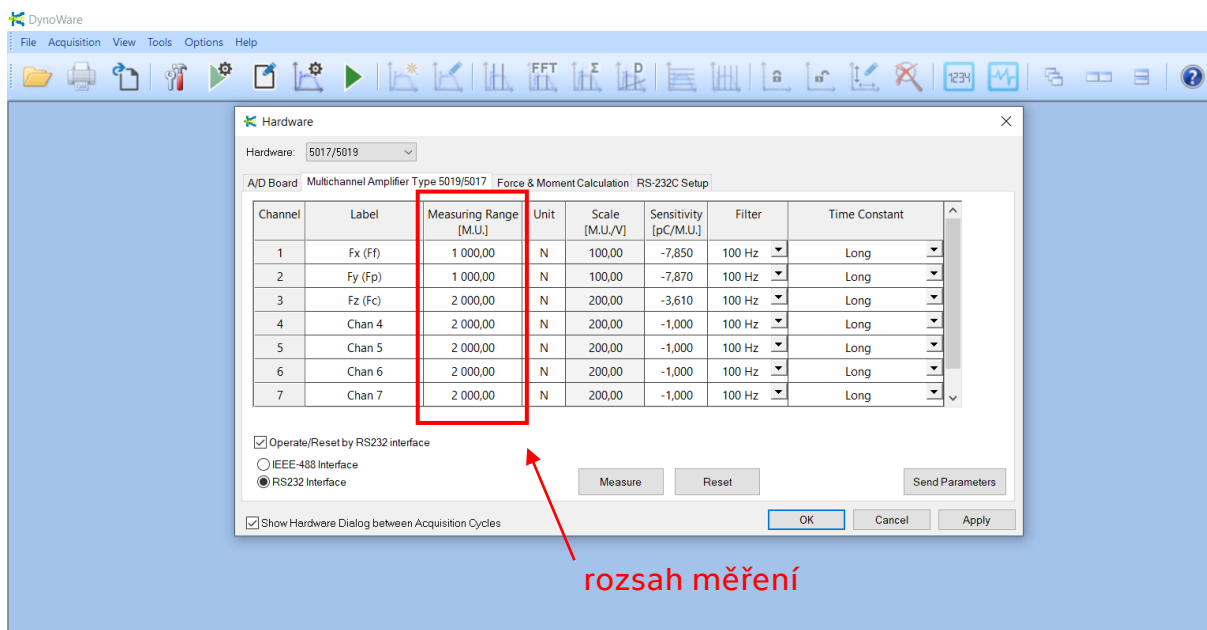 DynoWare
File Acquisition View Tools Options Help
FFT Σ D 1234 ?
Hardware
Hardware: 5017/5019
A/D Board Multichannel Amplifier Type 5019/5017 Force & Moment Calculation RS-232C Setup
Channel Label Measuring Range [M.U.] Unit Scale [M.U./V] Sensitivity [pC/M.U.] Filter Time Constant
1 Fx (Ff) 1 000,00 N 100,00 -7,850 100 Hz Long
2 Fy (Fp) 1 000,00 N 100,00 -7,870 100 Hz Long
3 Fz (Fc) 2 000,00 N 200,00 -3,610 100 Hz Long
4 Chan 4 2 000,00 N 200,00 -1,000 100 Hz Long
5 Chan 5 2 000,00 N 200,00 -1,000 100 Hz Long
6 Chan 6 2 000,00 N 200,00 -1,000 100 Hz Long
7 Chan 7 2 000,00 N 200,00 -1,000 100 Hz Long
Operate/Reset by RS232 interface
IEEE-488 Interface
RS232 Interface Measure Reset Send Parameters
Show Hardware Dialog between Acquisition Cycles OK Cancel Apply
rozsah měření